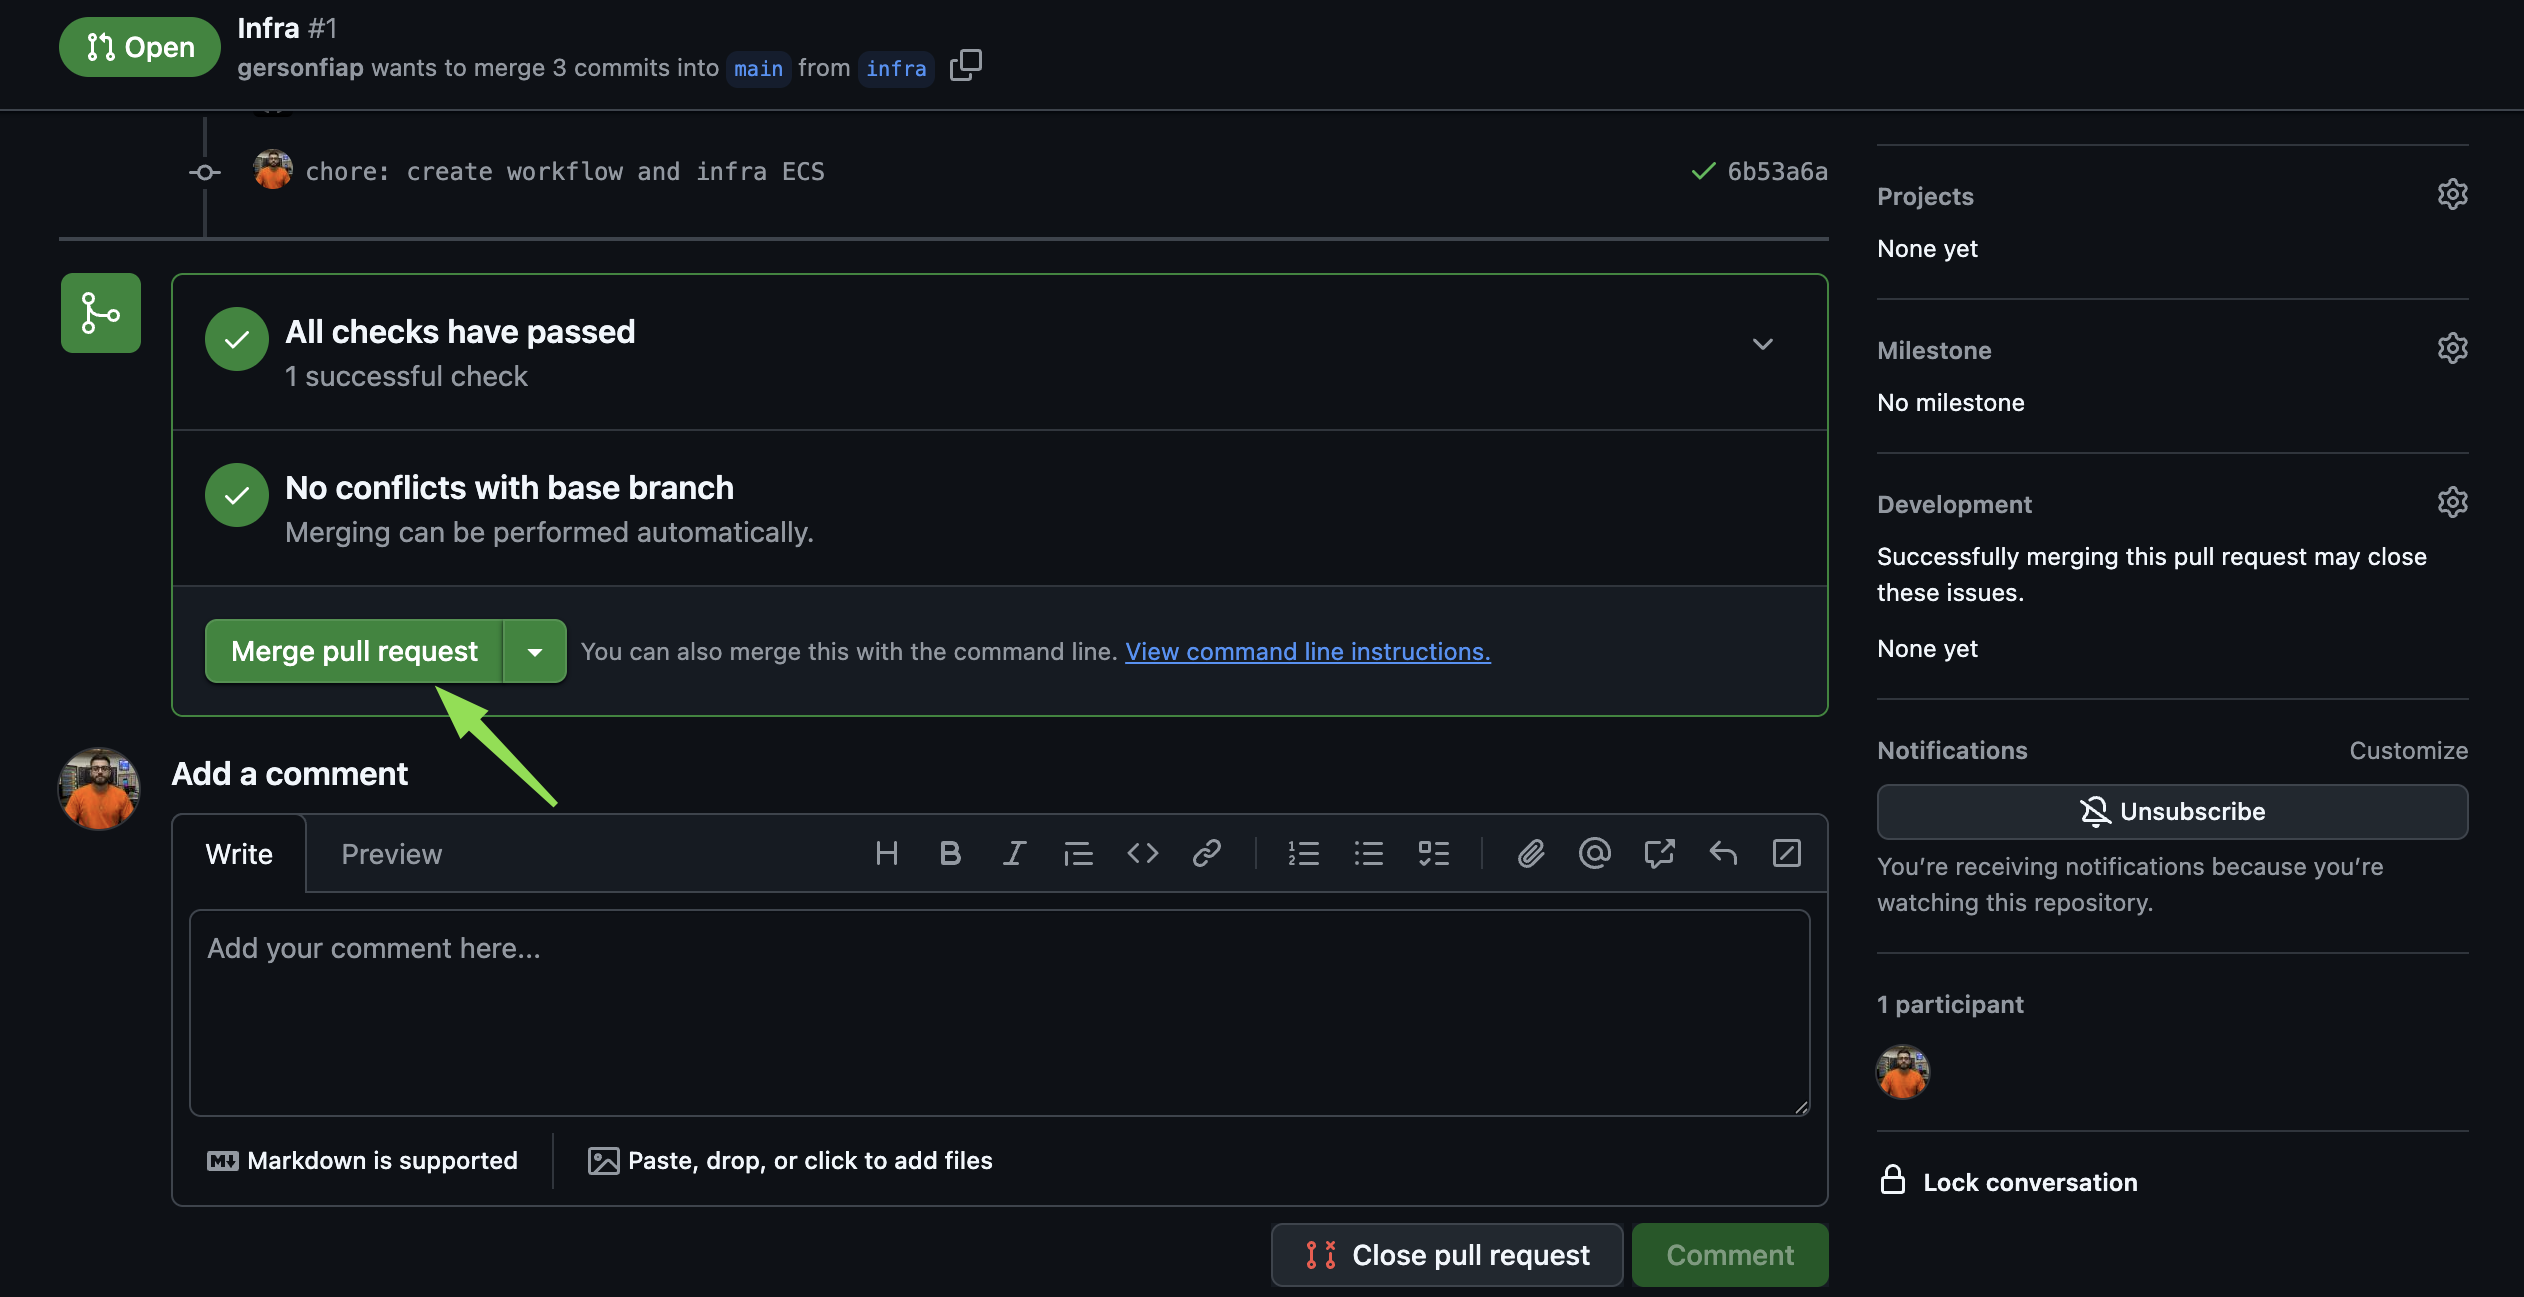 Open
Infra #1
gersonfiap wants to merge 3 commits into main from infra
chore: create workflow and infra ECS
6b53a6a
All checks have passed
1 successful check
No conflicts with base branch
Merging can be performed automatically.
Merge pull request
You can also merge this with the command line. View command line instructions.
Add a comment
Write
Preview
Add your comment here...
Markdown is supported
Paste, drop, or click to add files
Close pull request
Comment
Projects
None yet
Milestone
No milestone
Development
Successfully merging this pull request may close
these issues.
None yet
Notifications
Customize
Unsubscribe
You’re receiving notifications because you’re
watching this repository.
1 participant
Lock conversation